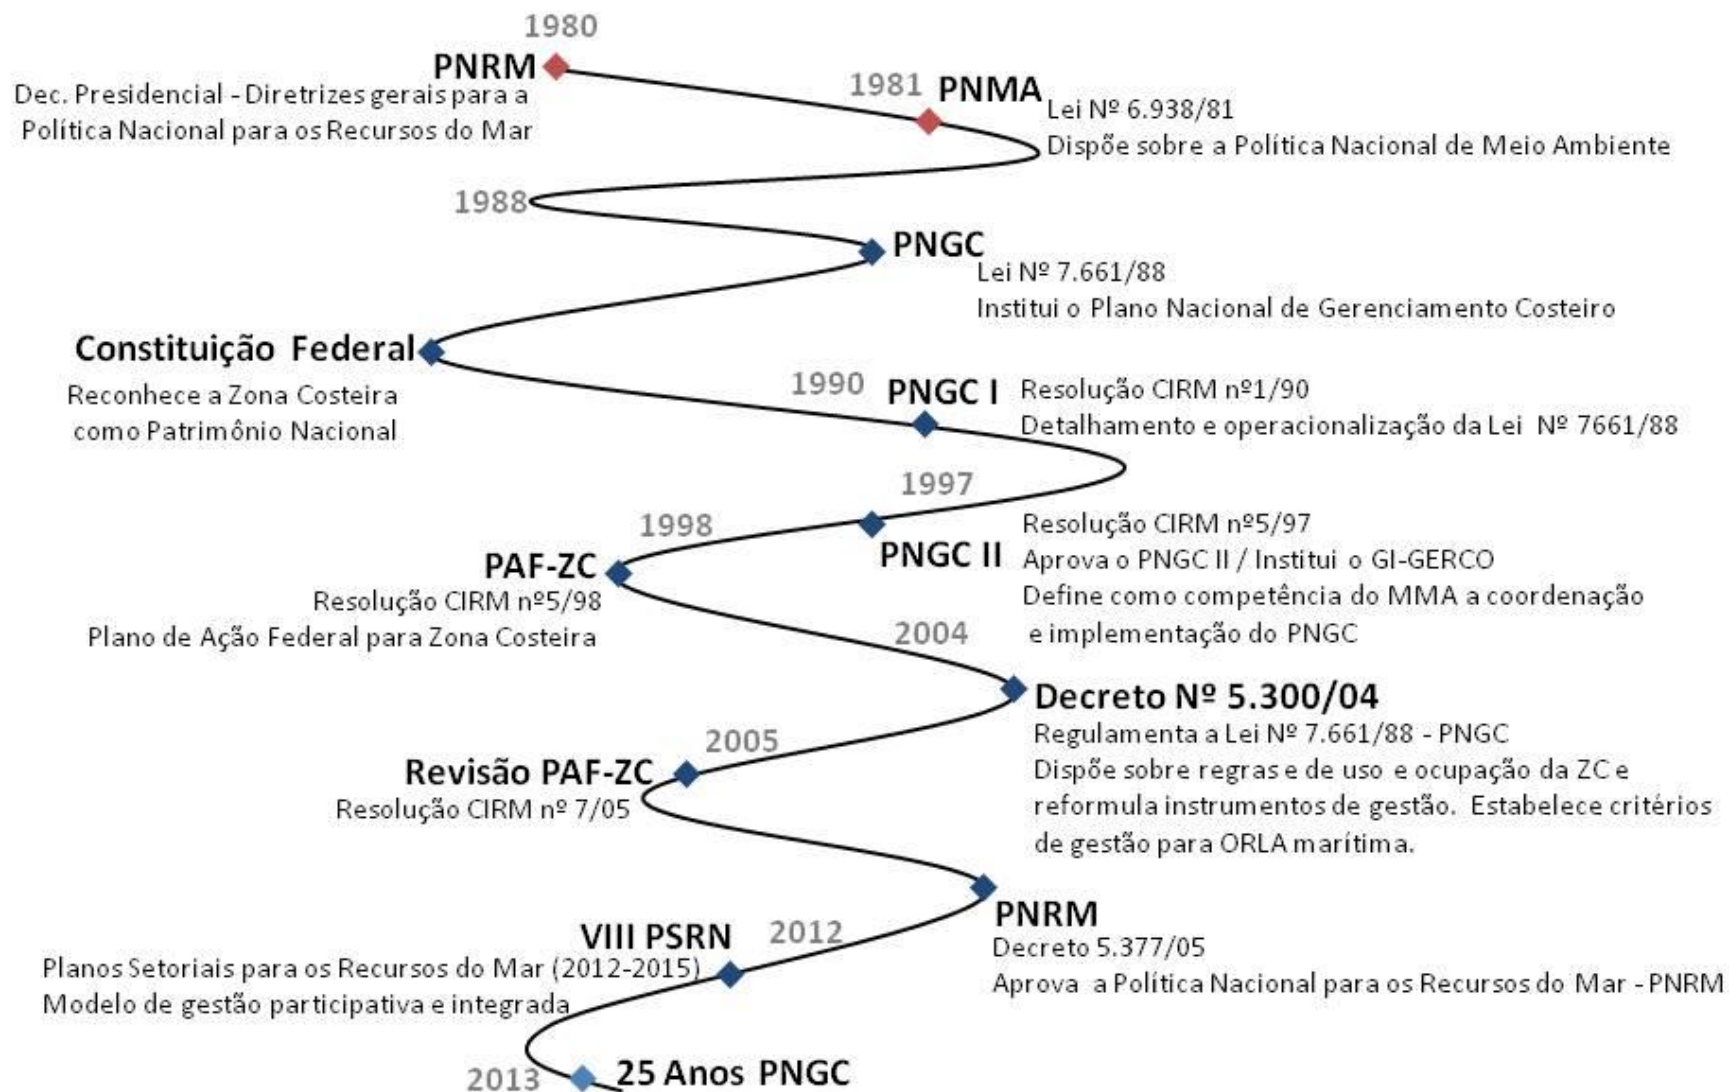 1980
PNRM
Dec. Presidencial - Diretrizes gerais para a
Política Nacional para os Recursos do Mar
1981
PNMA
Lei Nº 6.938/81
Dispõe sobre a Política Nacional de Meio Ambiente
1988
PNGC
Lei Nº 7.661/88
Institui o Plano Nacional de Gerenciamento Costeiro
Constituição Federal
Reconhece a Zona Costeira
como Patrimônio Nacional
1990
PNGC I
Resolução CIRM nº1/90
Detalhamento e operacionalização da Lei Nº 7661/88
1997
PNGC II
Resolução CIRM nº5/97
Aprova o PNGC II / Institui o GI-GERCO
Define como competência do MMA a coordenação
e implementação do PNGC
1998
PAF-ZC
Resolução CIRM nº5/98
Plano de Ação Federal para Zona Costeira
2004
Decreto Nº 5.300/04
Regulamenta a Lei Nº 7.661/88 - PNGC
Dispõe sobre regras e de uso e ocupação da ZC e
reformula instrumentos de gestão. Estabelece critérios
de gestão para ORLA marítima.
2005
Revisão PAF-ZC
Resolução CIRM nº 7/05
PNRM
Decreto 5.377/05
Aprova a Política Nacional para os Recursos do Mar - PNRM
2012
VIII PSRN
Planos Setoriais para os Recursos do Mar (2012-2015)
Modelo de gestão participativa e integrada
2013
25 Anos PNGC